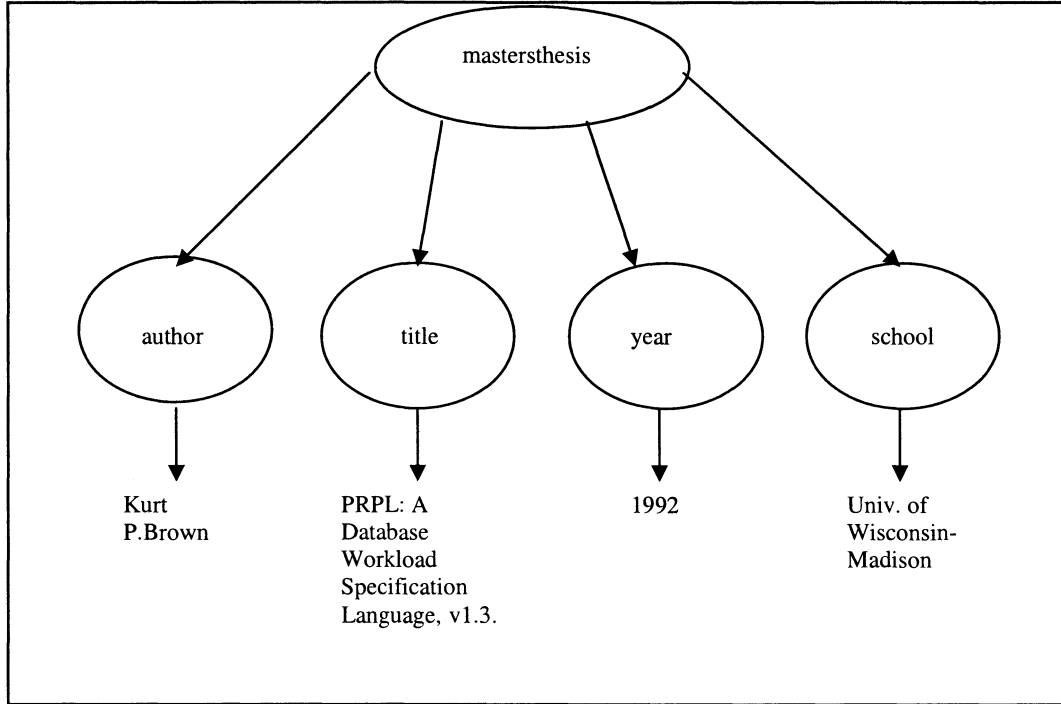 mastersthesis
author
title
year
school
Kurt
P.Brown
PRPL: A
Database
Workload
Specification
Language, v1.3.
1992
Univ. of
Wisconsin-
Madison